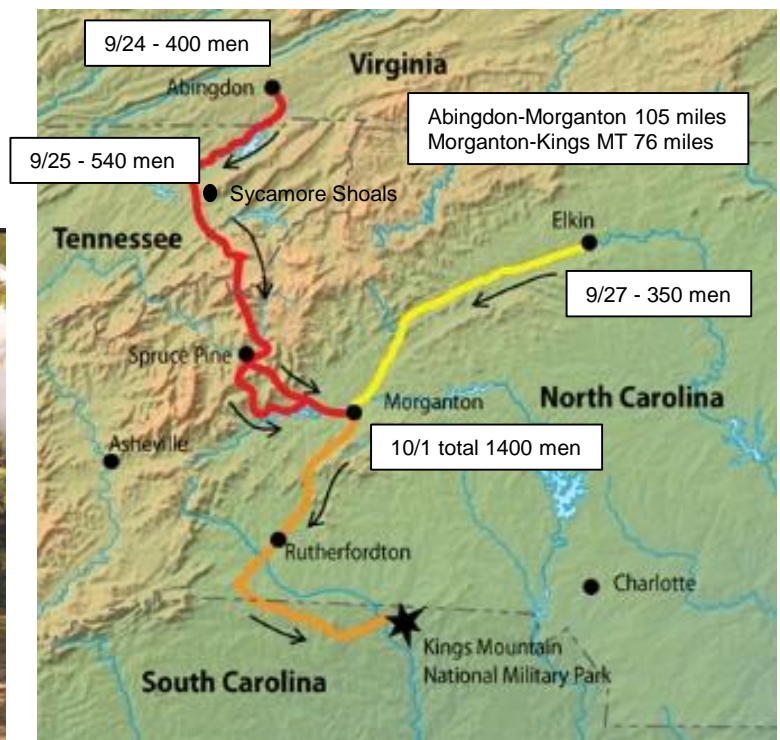 9/24 - 400 men
Virginia
Abingdon
Abingdon-Morganton 105 miles
Morganton-Kings MT 76 miles
9/25 - 540 men
Sycamore Shoals
Elkin
Tennessee
9/27 - 350 men
Spruce Pine
Morganton
North Carolina
Asheville
10/1 total 1400 men
Rutherfordton
Charlotte
Kings Mountain
National Military Park
South Carolina